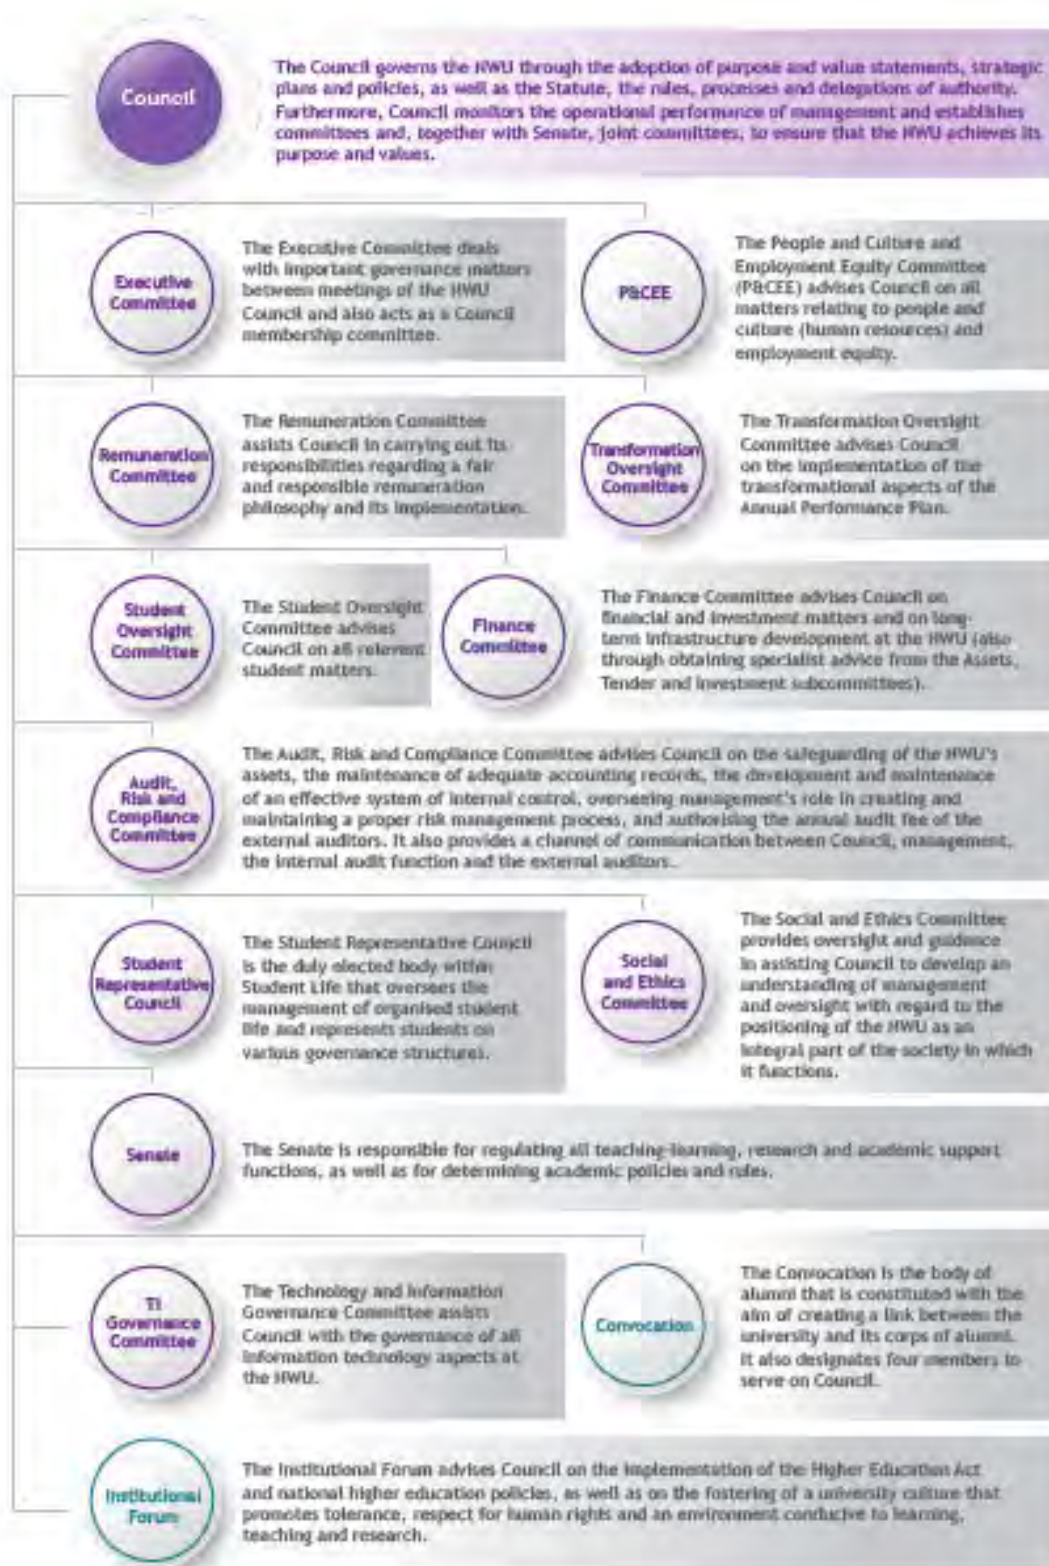 Council
The Council governs the NWU through the adoption of purpose and value statements, strategic
plans and policies, as well as the Statute, the rules, processes and delegations of authority.
Furthermore, Council monitors the operational performance of management and establishes
committees and, together with Senate, joint committees, to ensure that the NWU achieves its
purpose and values.
Executive
Committee
The Executive Committee deals
with important governance matters
between meetings of the NWU
Council and also acts as a Council
membership committee.
P&CEE
The People and Culture and
Employment Equity Committee
(P&CEE) advises Council on all
matters relating to people and
culture (human resources) and
employment equity.
Remuneration
Committee
The Remuneration Committee
assists Council in carrying out its
responsibilities regarding a fair
and responsible remuneration
philosophy and its implementation.
Transformation
Oversight
Committee
The Transformation Oversight
Committee advises Council
on the implementation of the
transformational aspects of the
Annual Performance Plan.
Student
Oversight
Committee
The Student Oversight
Committee advises
Council on all relevent
student matters.
Finance
Committee
The Finance Committee advises Council on
financial and investment matters and on long-
term infrastructure development at the NWU (also
through obtaining specialist advice from the Assets,
Tender and Investment subcommittees).
Audit,
Risk and
Compliance
Committee
The Audit, Risk and Compliance Committee advises Council on the safeguarding of the NWU's
assets, the maintenance of adequate accounting records, the development and maintenance
of an effective system of internal control, overseeing management's role in creating and
maintaining a proper risk management process, and authorising the annual audit fee of the
external auditors. It also provides a channel of communication between Council, management,
the internal audit function and the external auditors.
Student
Representative
Council
The Student Representative Council
is the duly elected body within
Student Life that oversees the
management of organised student
life and represents students on
various governance structures.
Social
and Ethics
Committee
The Social and Ethics Committee
provides oversight and guidance
in assisting Council to develop an
understanding of management
and oversight with regard to the
positioning of the NWU as an
integral part of the society in which
it functions.
Senate
The Senate is responsible for regulating all teaching-learning, research and academic support
functions, as well as for determining academic policies and rules.
TI
Governance
Committee
The Technology and Information
Governance Committee assists
Council with the governance of all
information technology aspects at
the NWU.
Convocation
The Convocation is the body of
alumni that is constituted with the
aim of creating a link between the
university and its corps of alumni.
It also designates four members to
serve on Council.
Institutional
Forum
The Institutional Forum advises Council on the implementation of the Higher Education Act
and national higher education policies, as well as on the fostering of a university culture that
promotes tolerance, respect for human rights and an environment conducive to learning,
teaching and research.